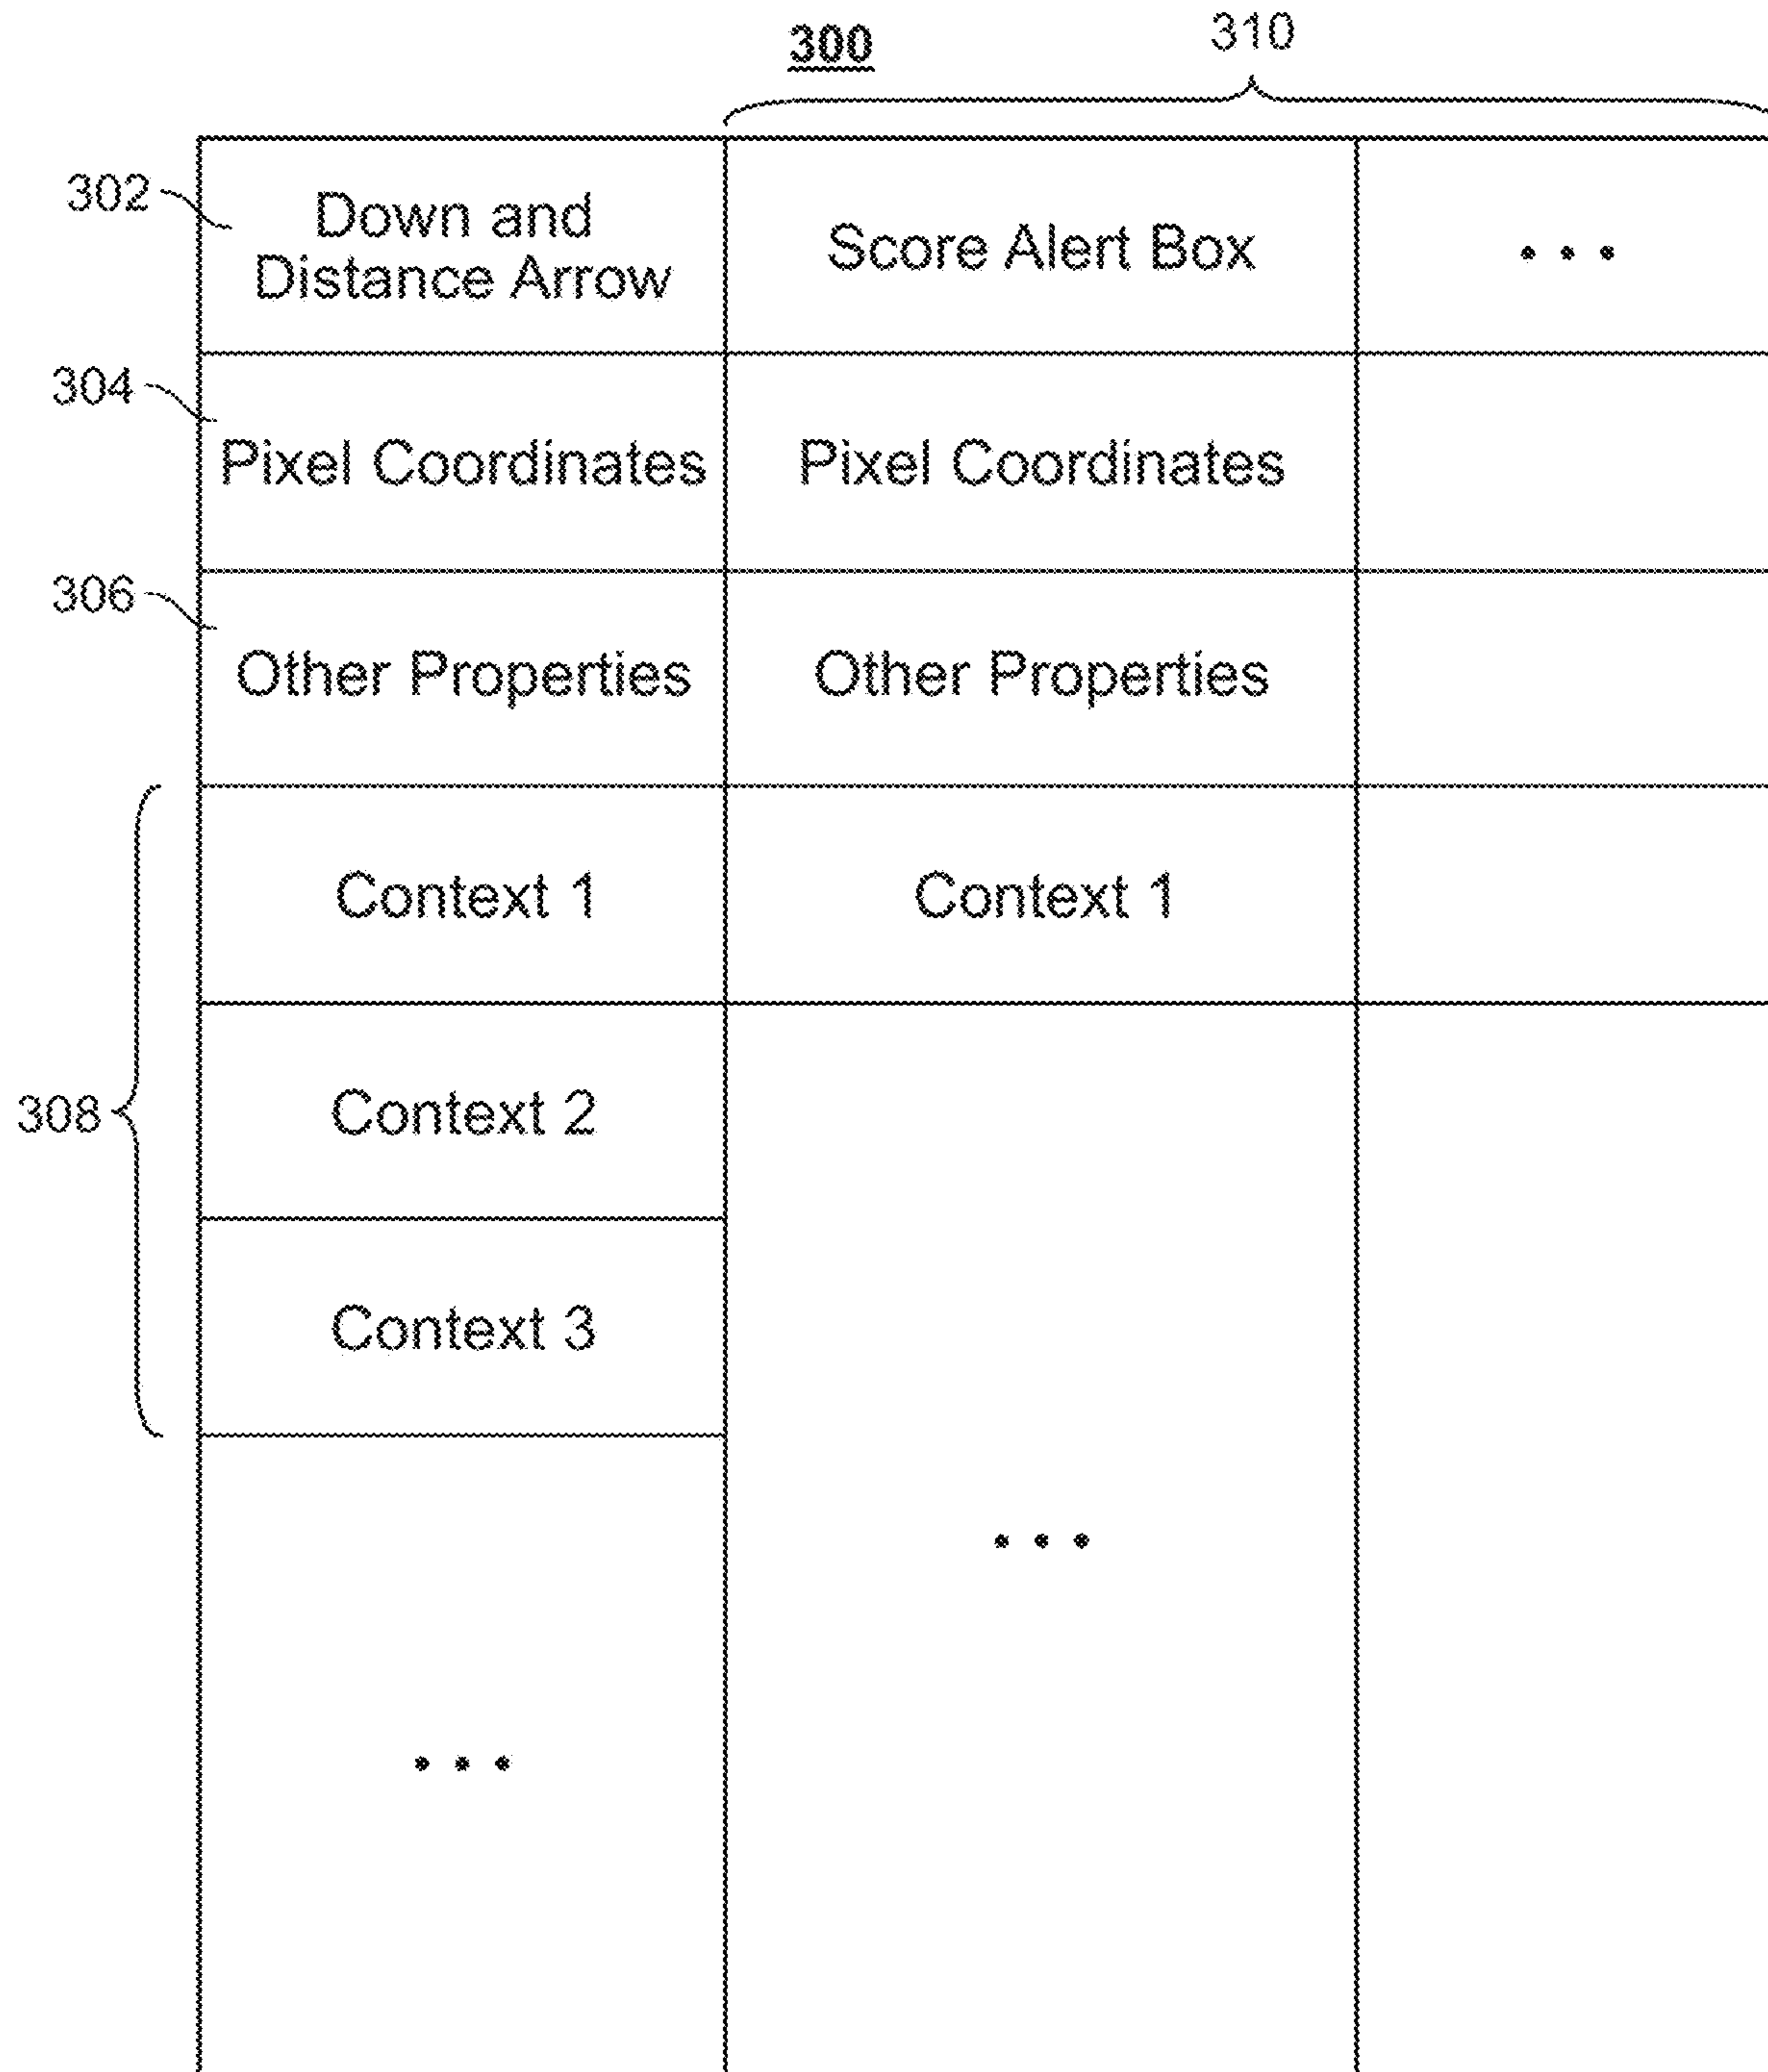 300
310
302
Down and
Distance Arrow
Score Alert Box
• • •
304
Pixel Coordinates
Pixel Coordinates
306
Other Properties
Other Properties
Context 1
Context 1
308
Context 2
Context 3
• • •
• • •